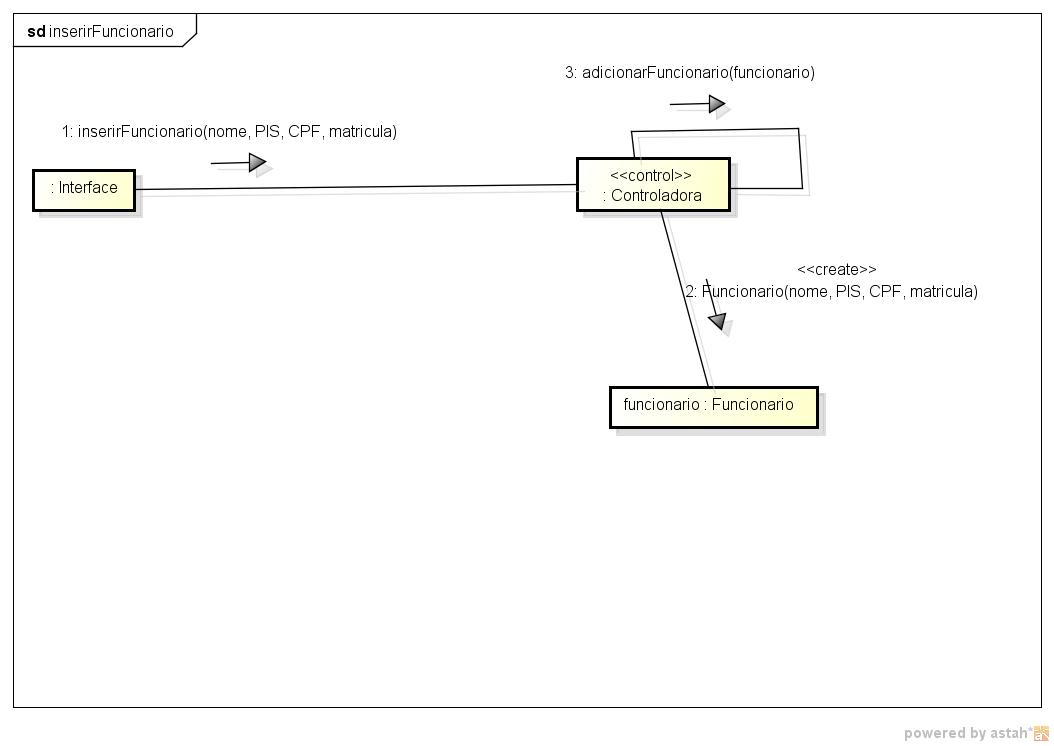 sd inserirFuncionario
3: adicionarFuncionario(funcionario)
1: inserirFuncionario(nome, PIS, CPF, matricula)
: Interface
<<control>>
: Controladora
<<create>>
2: Funcionario(nome, PIS, CPF, matricula)
funcionario : Funcionario
powered by astah*